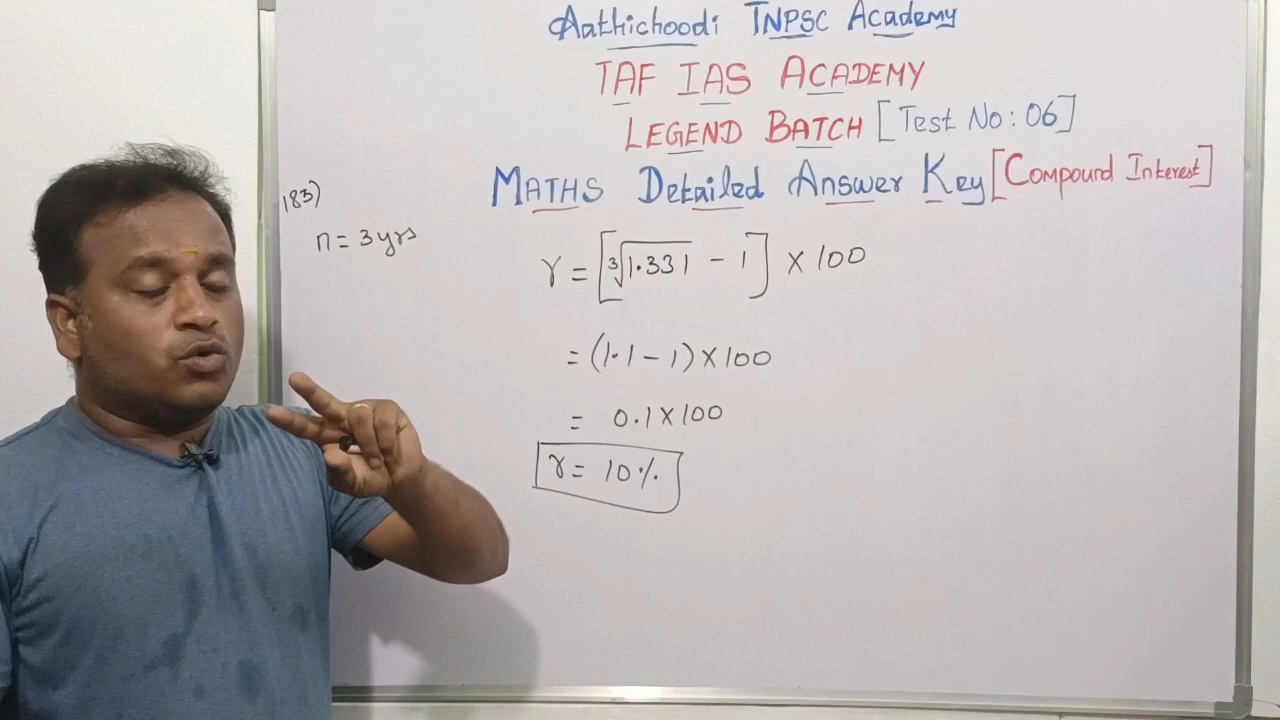 Aathichoodi TNPSC Academy
TAF IAS ACADEMY
LEGEND BATCH [Test No: 06]
MATHS Detailed Answer Key [Compound Interest]
183)
n = 3 yrs
r = [∛1.331 - 1] × 100
= (1.1 - 1) × 100
= 0.1 × 100
r = 10%